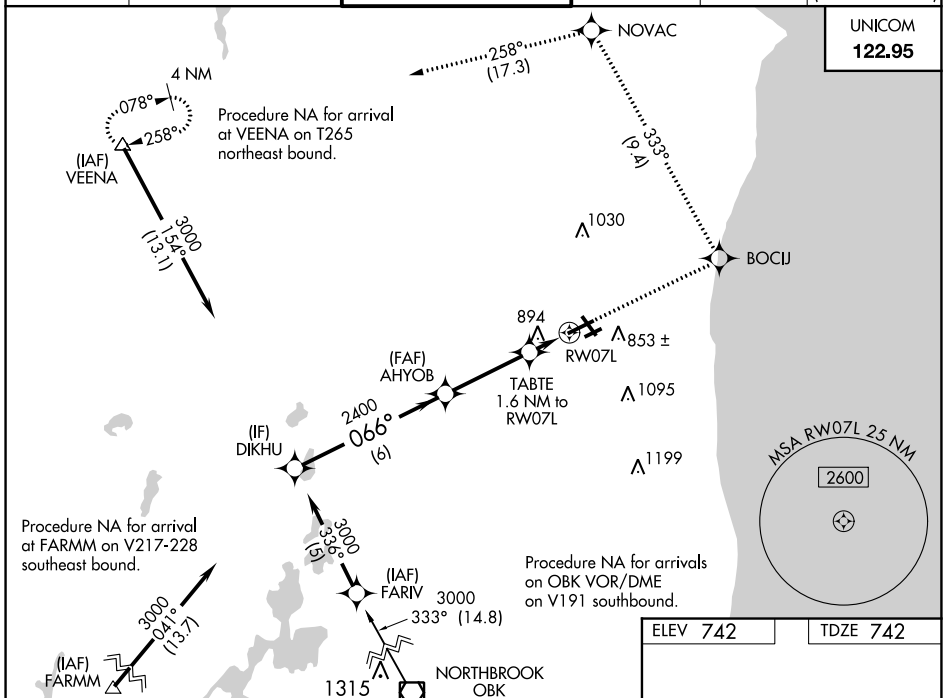 UNICOM
122.95
NOVAC
258°
(17.3)
4 NM
078°
258°
Procedure NA for arrival
at VEENA on T265
northeast bound.
(IAF)
VEENA
333°
(9.4)
3000
154°
(13.1)
1030
BOCIJ
894
853 ±
RW07L
(FAF)
AHYOB
TABTE
1.6 NM to
RW07L
1095
2400
066°
(6)
(IF)
DIKHU
1199
MSA RW07L 25 NM
2600
Procedure NA for arrival
at FARMM on V217-228
southeast bound.
3000
336°
(5)
(IAF)
FARIV
Procedure NA for arrivals
on OBK VOR/DME
on V191 southbound.
3000
333° (14.8)
3000
041°
(13.7)
(IAF)
FARMM
1315
NORTHBROOK
OBK
ELEV 742
TDZE 742